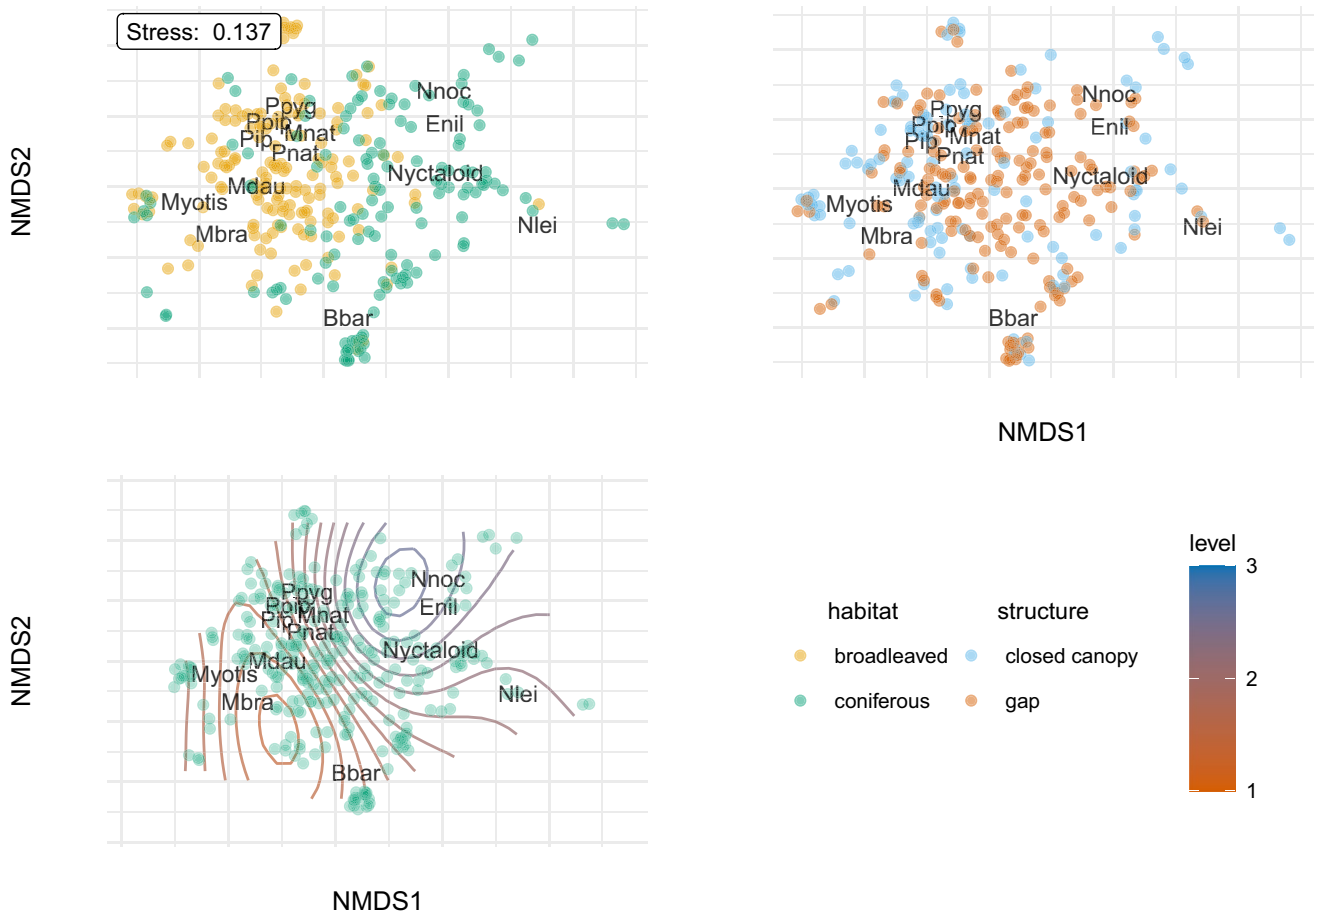 Stress: 0.137
NMDS2
Nnoc
Ppyg
Ppip
Enil
Mnat
Pip
Pnat
Nyctaloid
Mdau
Myotis
Nlei
Mbra
Bbar
Nnoc
Ppyg
Ppip
Enil
Mnat
Pip
Pnat
Nyctaloid
Mdau
Myotis
Nlei
Mbra
Bbar
NMDS1
NMDS2
Nnoc
Ppyg
Ppip
Enil
Mnat
Pip
Pnat
Nyctaloid
Mdau
Myotis
Nlei
Mbra
Bbar
NMDS1
habitat
broadleaved
coniferous
structure
closed canopy
gap
level
3
2
1